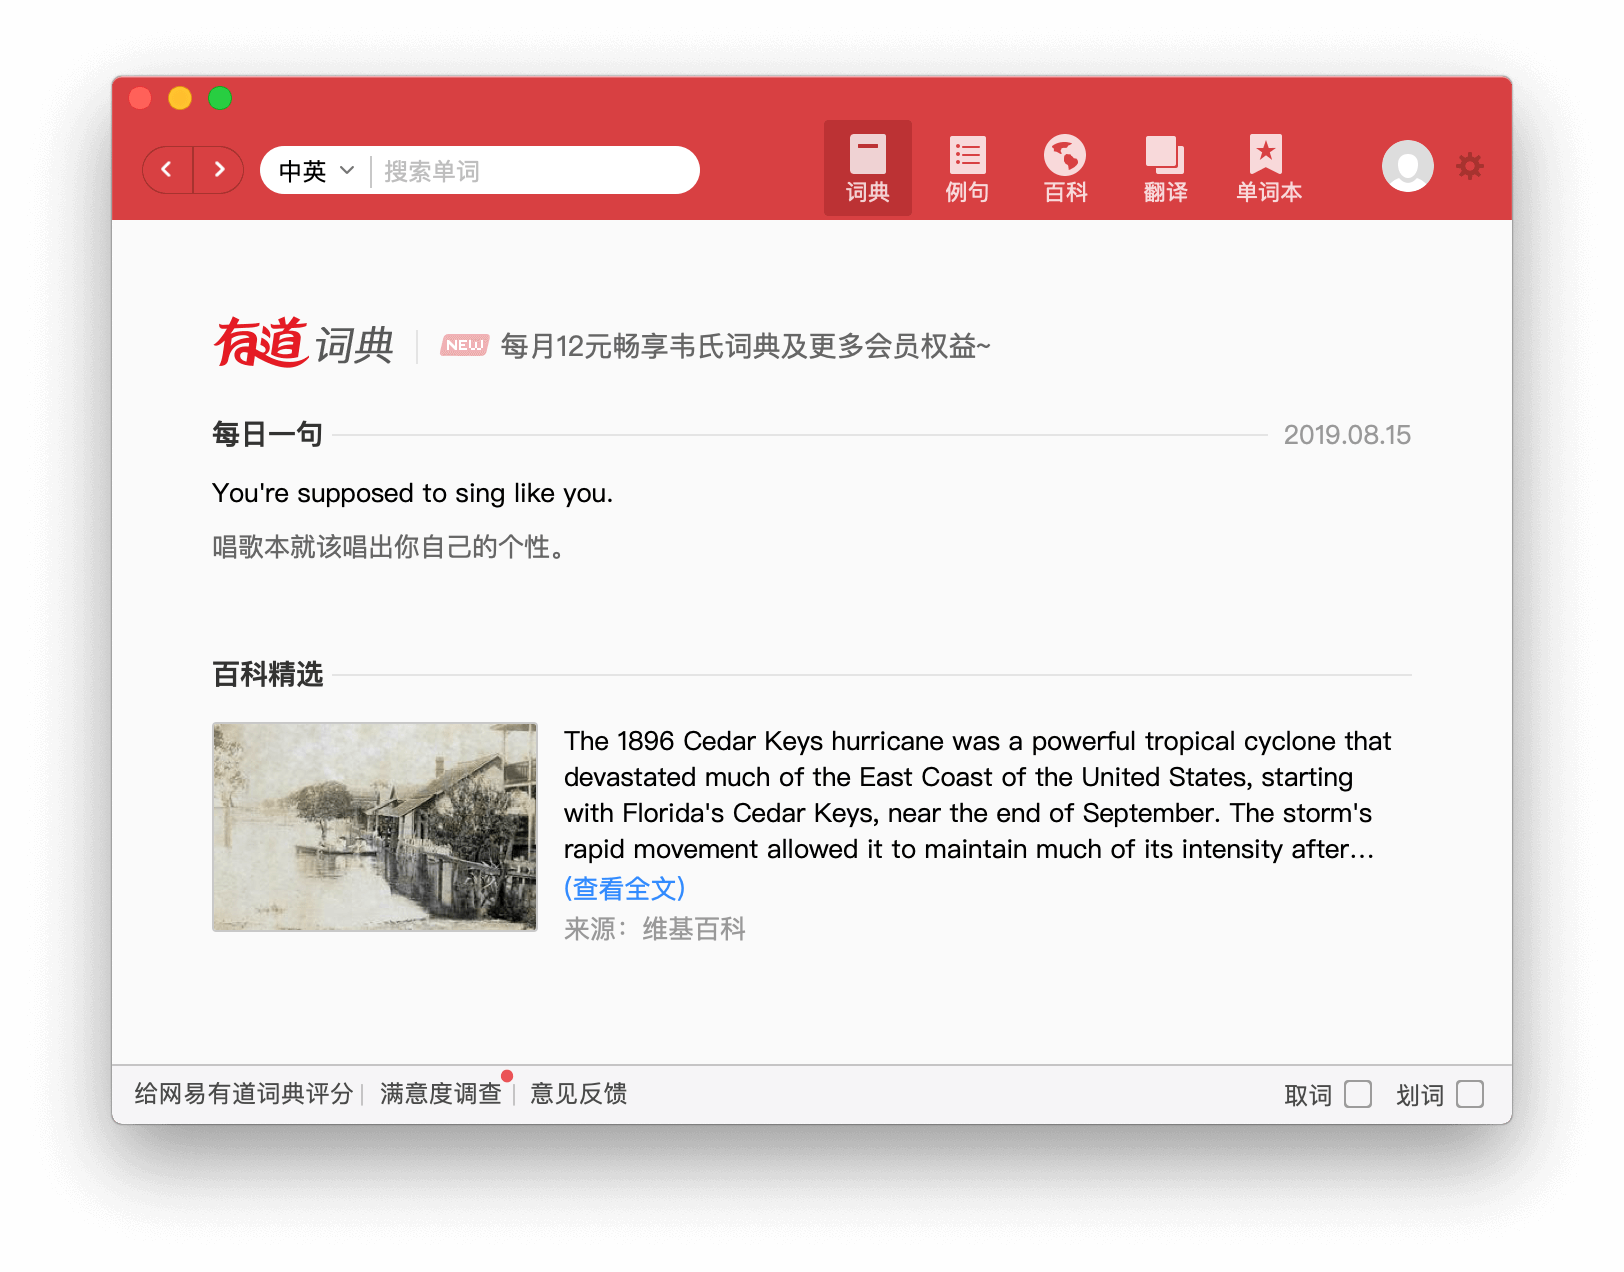 中英
搜索单词
词典
例句
百科
翻译
单词本
有道词典
NEW 每月12元畅享韦氏词典及更多会员权益~
每日一句
2019.08.15
You're supposed to sing like you.
唱歌本就该唱出你自己的个性。
百科精选
The 1896 Cedar Keys hurricane was a powerful tropical cyclone that
devastated much of the East Coast of the United States, starting
with Florida's Cedar Keys, near the end of September. The storm's
rapid movement allowed it to maintain much of its intensity after…
(查看全文)
来源：维基百科
给网易有道词典评分
满意度调查
意见反馈
取词
划词